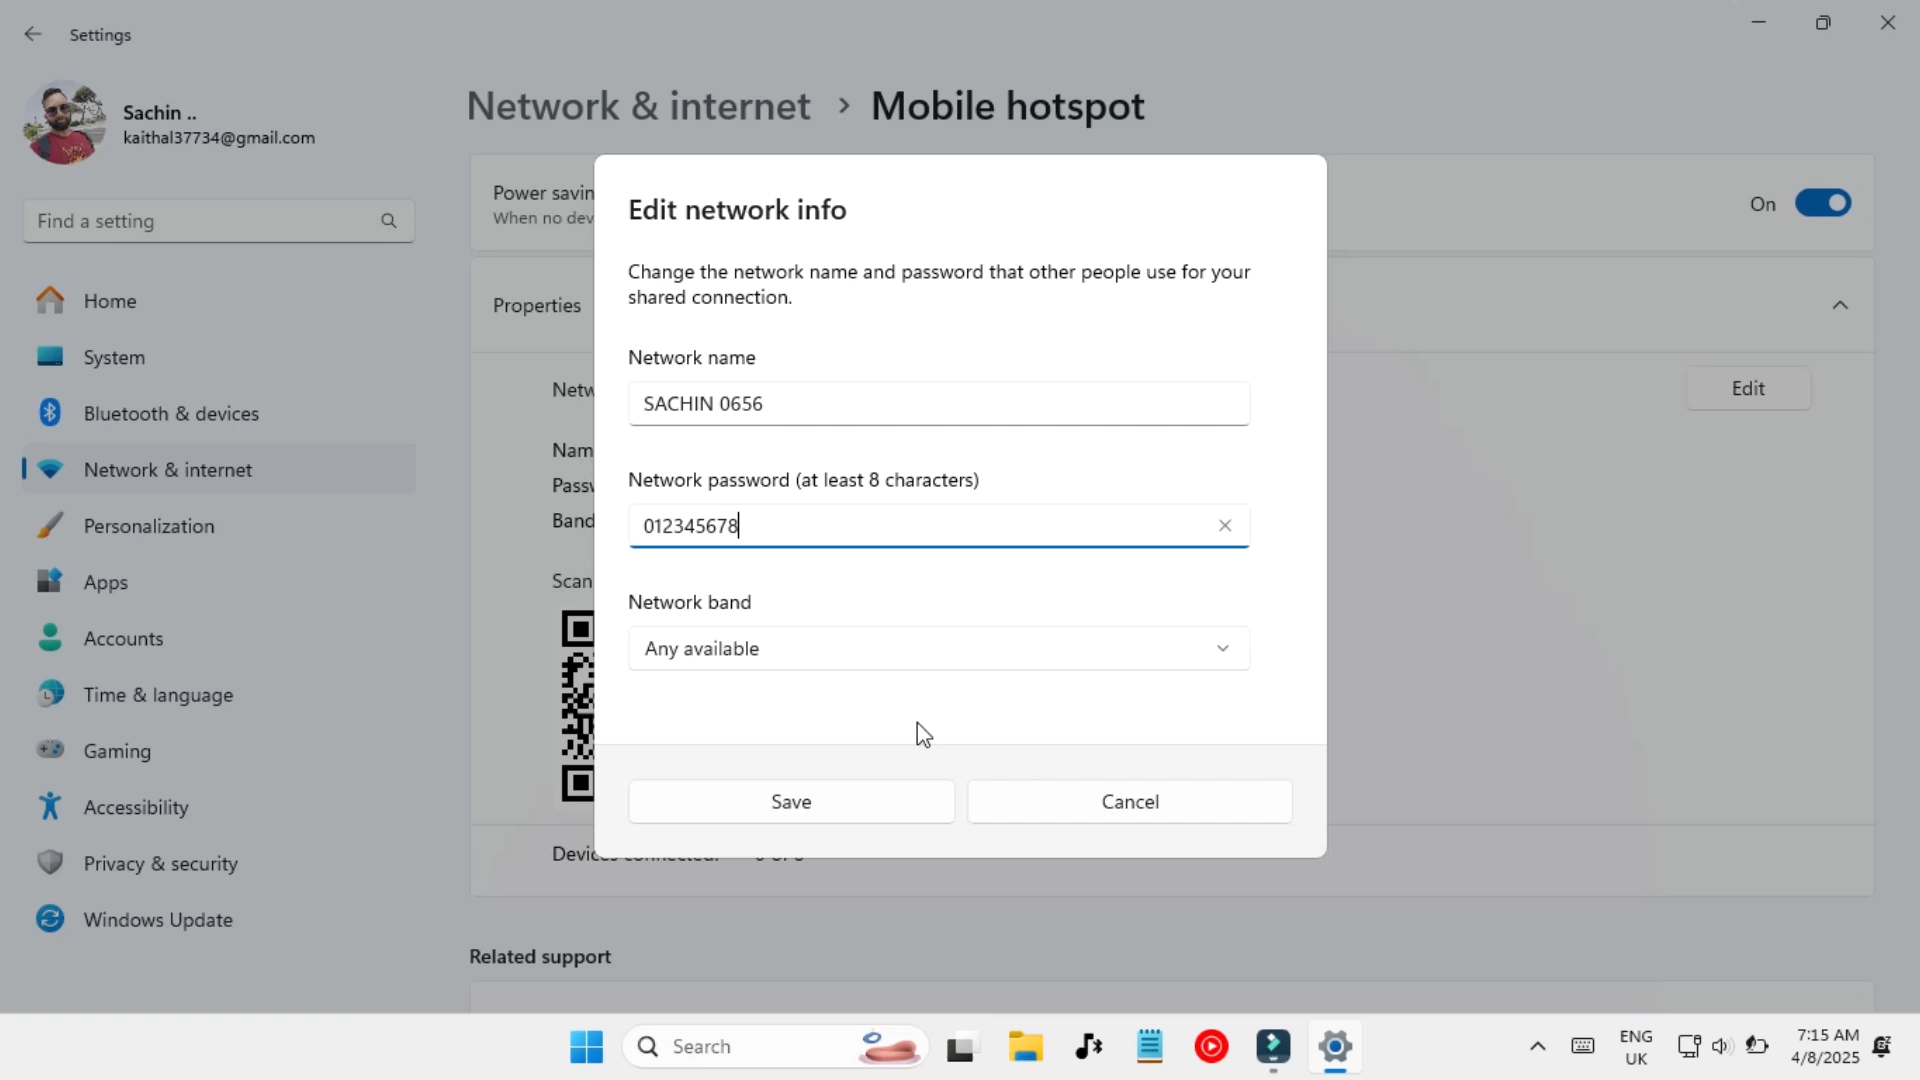 Settings
Sachin ..
kaithal37734@gmail.com
Find a setting
Home
System
Bluetooth & devices
Network & internet
Personalization
Apps
Accounts
Time & language
Gaming
Accessibility
Privacy & security
Windows Update
Network & internet > Mobile hotspot
Power savin
When no dev
On
Properties
Netw
Edit
Nam
Passw
Band
Scan
Edit network info
Change the network name and password that other people use for your
shared connection.
Network name
SACHIN 0656
Network password (at least 8 characters)
012345678
Network band
Any available
Save
Cancel
Related support
Search
ENG
UK
7:15 AM
4/8/2025